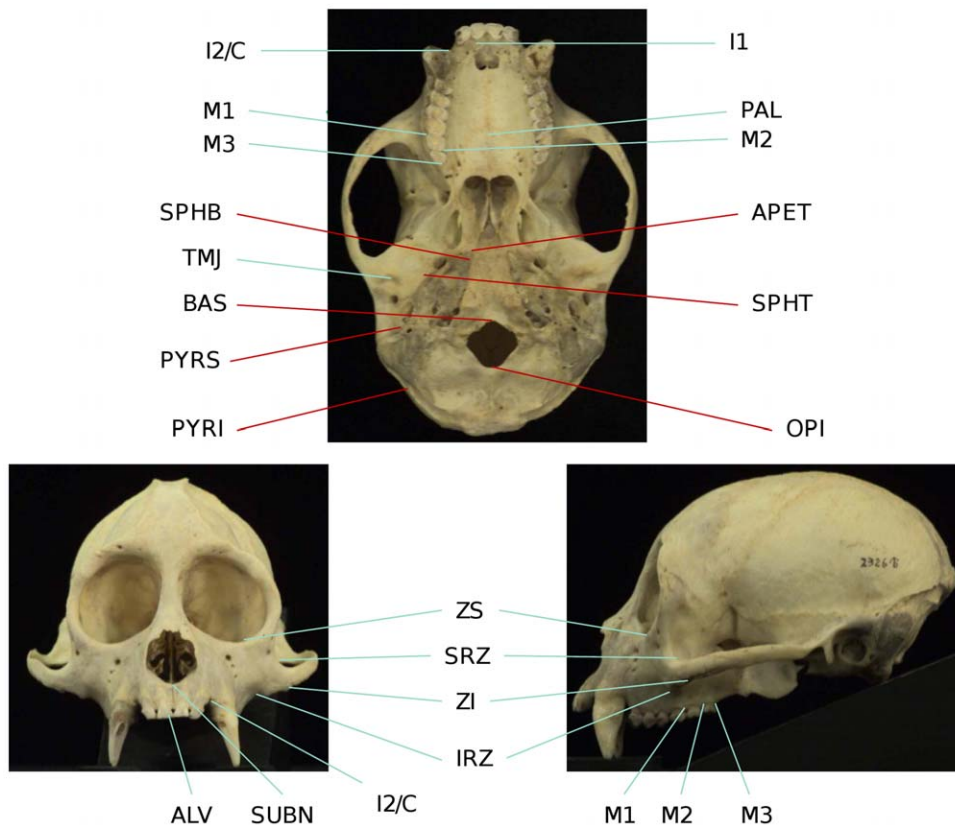 I2/C I1
M1 PAL
M3 M2
SPHB APET
TMJ
BAS SPHT
PYRS
PYRI OPI
23268
ZS
SRZ
ZI
IRZ
ALV SUBN I2/C M1 M2 M3